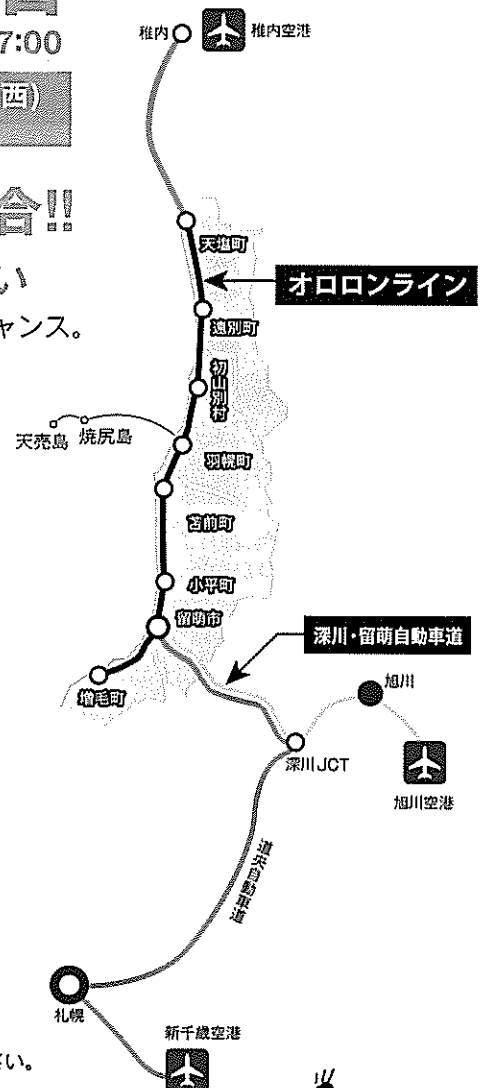 7:00
西)
合!!
い
ャンス。
稚内
稚内空港
天塩町
オロロンライン
遠別町
初山別村
天売島
焼尻島
羽幌町
苫前町
小平町
留萌市
深川・留萌自動車道
増毛町
旭川
深川JCT
旭川空港
道央自動車道
札幌
新千歳空港
さい。